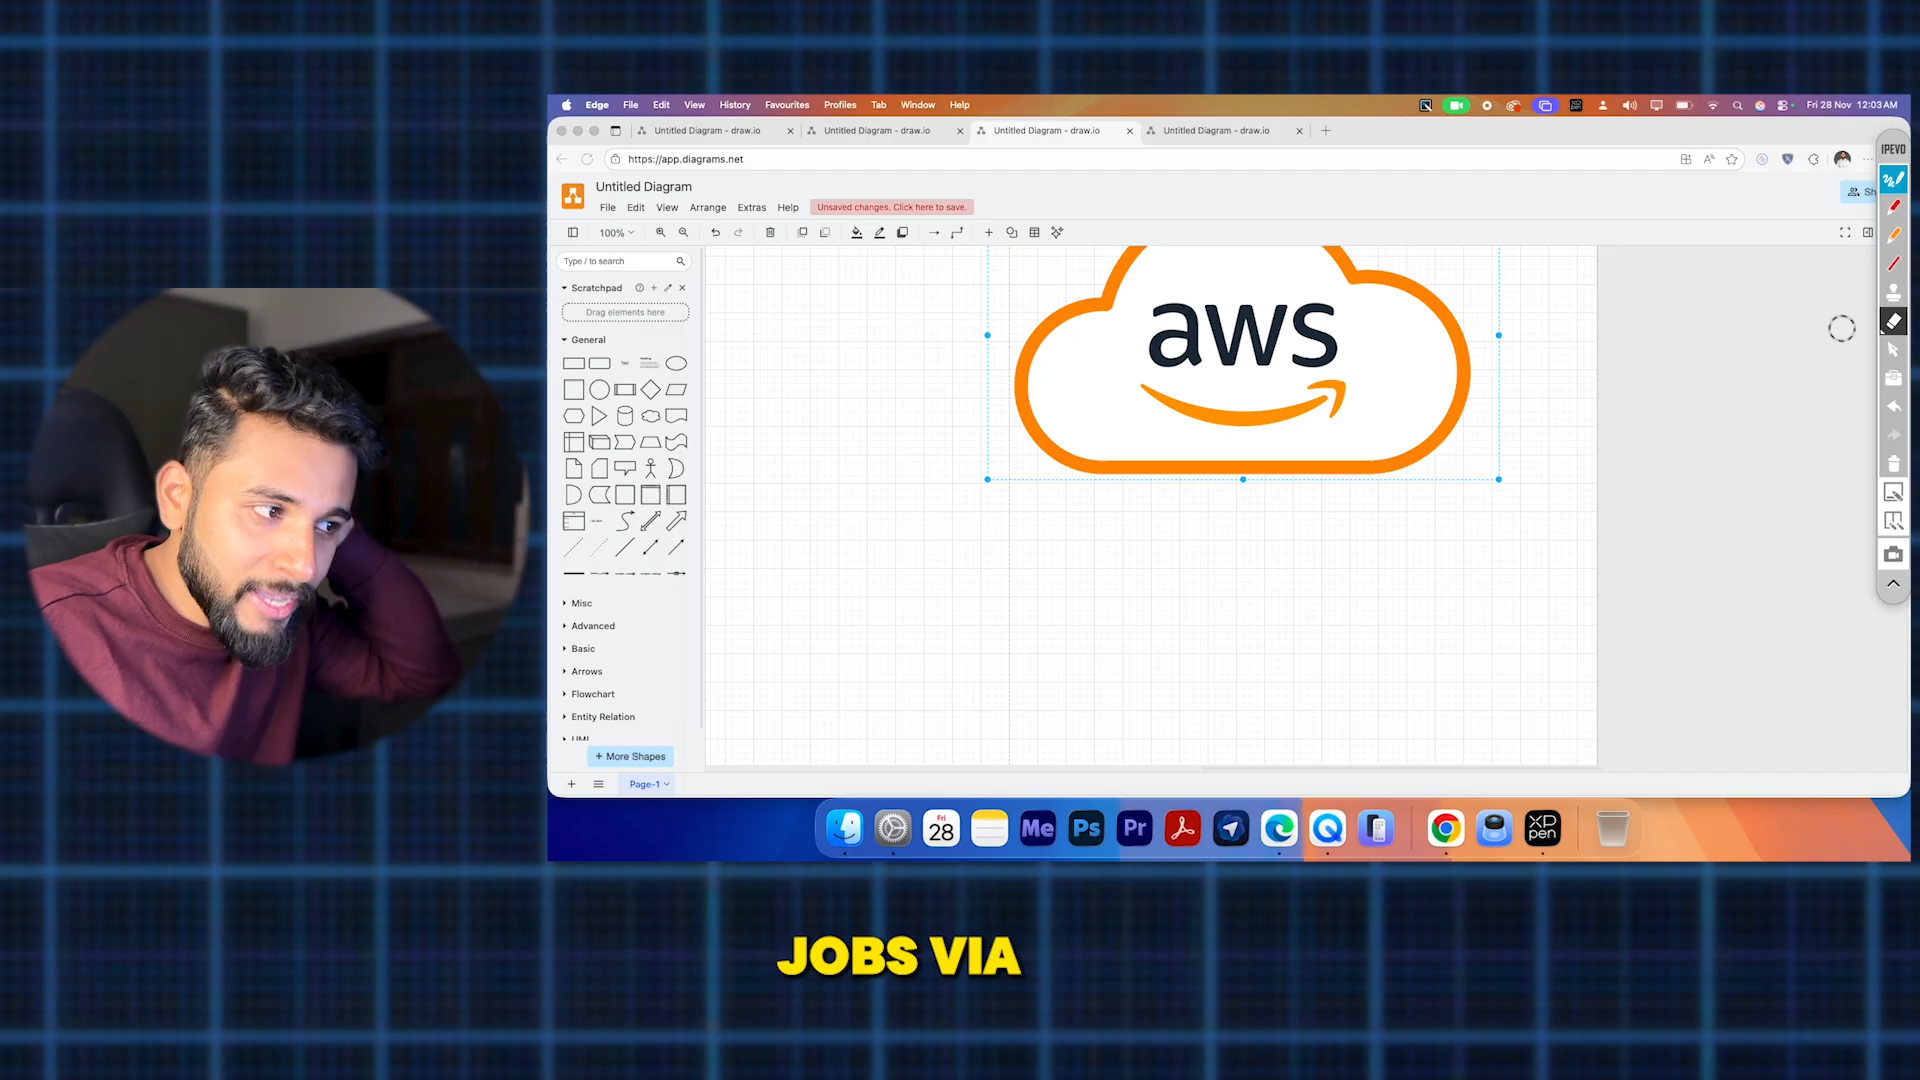 Edge File Edit View History Favourites Profiles Tab Window Help
Fri 28 Nov 12:03 AM
Untitled Diagram - draw.io
Untitled Diagram - draw.io
Untitled Diagram - draw.io
Untitled Diagram - draw.io
https://app.diagrams.net
IPEVO
Untitled Diagram
Sh
File Edit View Arrange Extras Help
Unsaved changes. Click here to save.
100%
Type / to search
Scratchpad
Drag elements here
General
aws
Misc
Advanced
Basic
Arrows
Flowchart
Entity Relation
UML
+ More Shapes
Page-1
Fri
28
Me
Ps
Pr
XP
pen
JOBS VIA